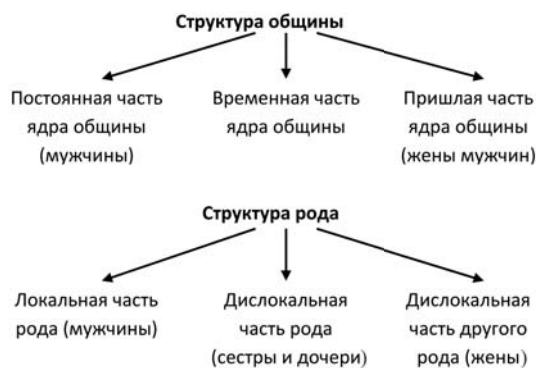 Структура общины
Постоянная часть
ядра общины
(мужчины)
Временная часть
ядра общины
Пришлая часть
ядра общины
(жены мужчин)
Структура рода
Локальная часть
рода (мужчины)
Дислокальная
часть рода
(сестры и дочери)
Дислокальная
часть другого
рода (жены)